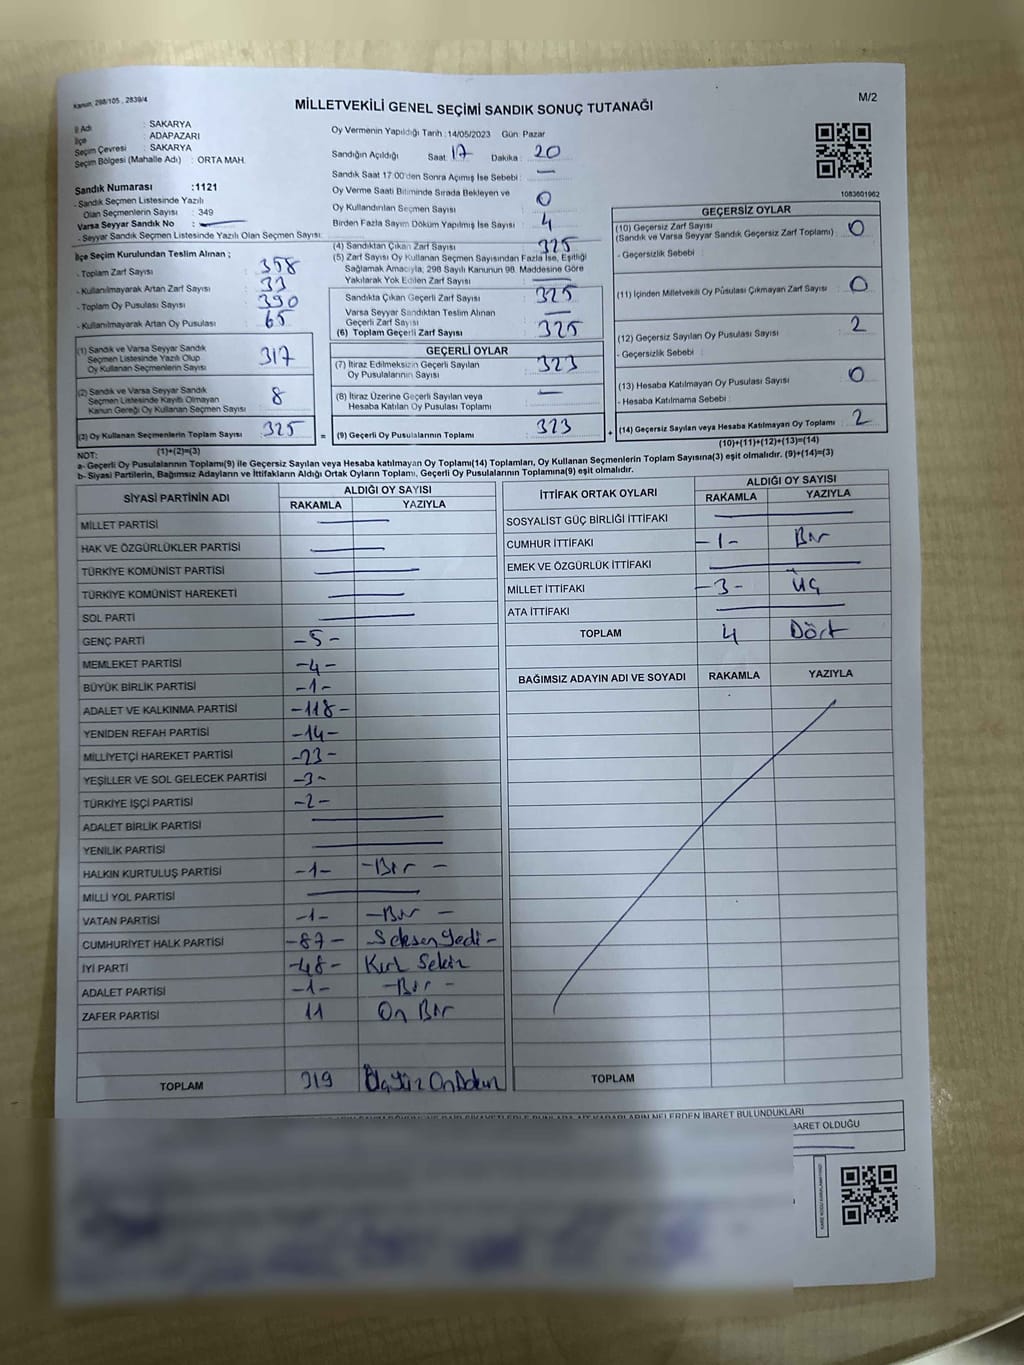 Kanun, 298/105 , 2839/4
MİLLETVEKİLİ GENEL SEÇİMİ SANDIK SONUÇ TUTANAĞI
M/2
İl Adı : SAKARYA
İlçe : ADAPAZARI
Seçim Çevresi : SAKARYA
Seçim Bölgesi (Mahalle Adı) : ORTA MAH.
Sandık Numarası :1121
- Sandık Seçmen Listesinde Yazılı
Olan Seçmenlerin Sayısı : 349
Varsa Seyyar Sandık No :
- Seyyar Sandık Seçmen Listesinde Yazılı Olan Seçmen Sayısı:
İlçe Seçim Kurulundan Teslim Alınan ;
- Toplam Zarf Sayısı 358
- Kullanılmayarak Artan Zarf Sayısı 33
- Toplam Oy Pusulası Sayısı 390
- Kullanılmayarak Artan Oy Pusulası 65
(1) Sandık ve Varsa Seyyar Sandık
Seçmen Listesinde Yazılı Olup
Oy Kullanan Seçmenlerin Sayısı 317
(2) Sandık ve Varsa Seyyar Sandık
Seçmen Listesinde Kayıtlı Olmayan
Kanun Gereği Oy Kullanan Seçmen Sayısı 8
(3) Oy Kullanan Seçmenlerin Toplam Sayısı 325
Oy Vermenin Yapıldığı Tarih :14/05/2023 Gün: Pazar
Sandığın Açıldığı Saat : 17 Dakika : 20
Sandık Saat 17:00'den Sonra Açımış İse Sebebi : —
Oy Verme Saati Bitiminde Sırada Bekleyen ve
Oy Kullandırılan Seçmen Sayısı : 0
Birden Fazla Sayım Döküm Yapılmış İse Sayısı : 4
(4) Sandıktan Çıkan Zarf Sayısı 325
(5) Zarf Sayısı Oy Kullanan Seçmen Sayısından Fazla İse, Eşitliği
Sağlamak Amacıyla, 298 Sayılı Kanunun 98. Maddesine Göre
Yakılarak Yok Edilen Zarf Sayısı —
Sandıkta Çıkan Geçerli Zarf Sayısı 325
Varsa Seyyar Sandıktan Teslim Alınan
Geçerli Zarf Sayısı —
(6) Toplam Geçerli Zarf Sayısı 325
GEÇERLİ OYLAR
(7) İtiraz Edilmeksizin Geçerli Sayılan
Oy Pusulalarının Sayısı 323
(8) İtiraz Üzerine Geçerli Sayılan veya
Hesaba Katılan Oy Pusulası Toplamı —
= (9) Geçerli Oy Pusulalarının Toplamı 323 +
1083601962
GEÇERSİZ OYLAR
(10) Geçersiz Zarf Sayısı 0
(Sandık ve Varsa Seyyar Sandık Geçersiz Zarf Toplamı)
- Geçersizlik Sebebi :
(11) İçinden Milletvekili Oy Pusulası Çıkmayan Zarf Sayısı 0
(12) Geçersiz Sayılan Oy Pusulası Sayısı 2
- Geçersizlik Sebebi :
(13) Hesaba Katılmayan Oy Pusulası Sayısı 0
- Hesaba Katılmama Sebebi :
(14) Geçersiz Sayılan veya Hesaba Katılmayan Oy Toplamı 2
NOT: (1)+(2)=(3) (10)+(11)+(12)+(13)=(14)
a- Geçerli Oy Pusulalarının Toplamı(9) ile Geçersiz Sayılan veya Hesaba katılmayan Oy Toplamı(14) Toplamları, Oy Kullanan Seçmenlerin Toplam Sayısına(3) eşit olmalıdır. (9)+(14)=(3)
b- Siyasi Partilerin, Bağımsız Adayların ve İttifakların Aldığı Ortak Oyların Toplamı, Geçerli Oy Pusulalarının Toplamına(9) eşit olmalıdır.
SİYASİ PARTİNİN ADI ALDIĞI OY SAYISI
RAKAMLA YAZIYLA
MİLLET PARTİSİ —
HAK VE ÖZGÜRLÜKLER PARTİSİ —
TÜRKİYE KOMÜNİST PARTİSİ —
TÜRKİYE KOMÜNİST HAREKETİ —
SOL PARTİ —
GENÇ PARTİ -5-
MEMLEKET PARTİSİ -4-
BÜYÜK BİRLİK PARTİSİ -1-
ADALET VE KALKINMA PARTİSİ -118-
YENİDEN REFAH PARTİSİ -14-
MİLLİYETÇİ HAREKET PARTİSİ -23-
YEŞİLLER VE SOL GELECEK PARTİSİ -3-
TÜRKİYE İŞÇİ PARTİSİ -2-
ADALET BİRLİK PARTİSİ —
YENİLİK PARTİSİ —
HALKIN KURTULUŞ PARTİSİ -1- -Bir-
MİLLİ YOL PARTİSİ —
VATAN PARTİSİ -1- -Bir-
CUMHURİYET HALK PARTİSİ -87- Seksen Yedi-
İYİ PARTİ -48- Kırk Sekiz
ADALET PARTİSİ -1- -Bir-
ZAFER PARTİSİ 11 On Bir
TOPLAM 319 Üçyüz OnDokuz
İTTİFAK ORTAK OYLARI ALDIĞI OY SAYISI
RAKAMLA YAZIYLA
SOSYALİST GÜÇ BİRLİĞİ İTTİFAKI —
CUMHUR İTTİFAKI -1- Bir
EMEK VE ÖZGÜRLÜK İTTİFAKI —
MİLLET İTTİFAKI -3- Üç
ATA İTTİFAKI —
TOPLAM 4 Dört
BAĞIMSIZ ADAYIN ADI VE SOYADI RAKAMLA YAZIYLA
TOPLAM
NELERDEN İBARET BULUNDUKLARI
BARET OLDUĞU